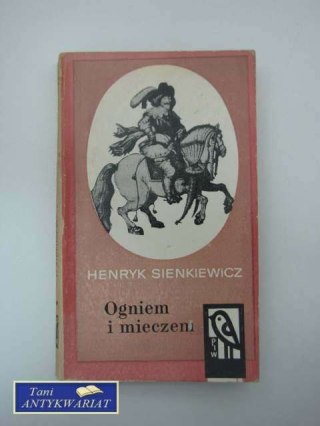 HENRYK SIENKIEWICZ
Ogniem
i mieczem
PIW
Tani
ANTYKWARIAT